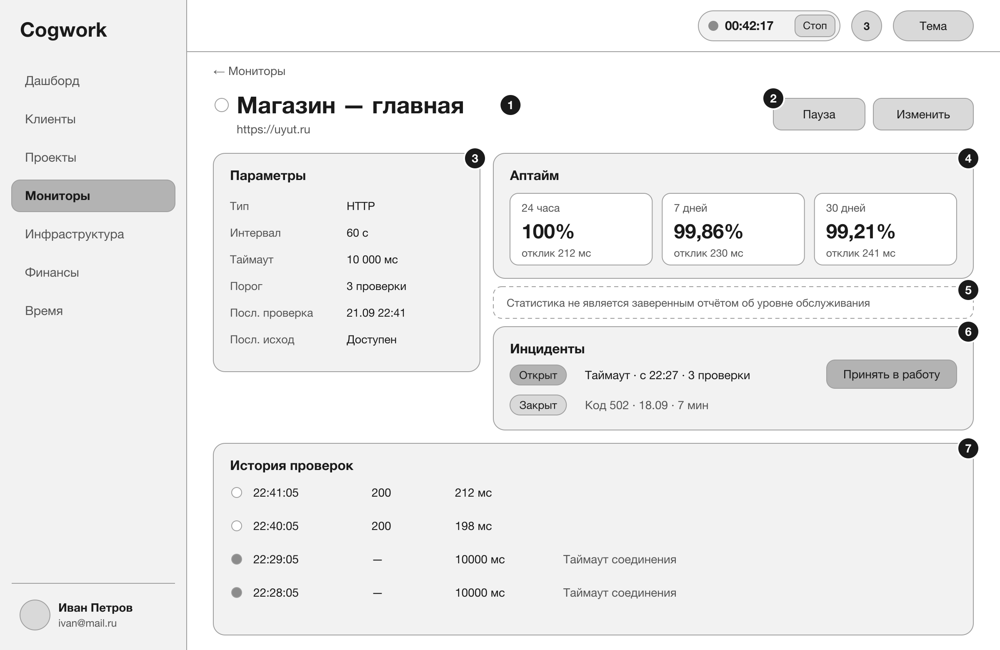 Cogwork
Дашборд
Клиенты
Проекты
Мониторы
Инфраструктура
Финансы
Время
Иван Петров
ivan@mail.ru
00:42:17
Стоп
3
Тема
← Мониторы
Магазин — главная
1
https://uyut.ru
2
Пауза
Изменить
3
Параметры
Тип HTTP
Интервал 60 с
Таймаут 10 000 мс
Порог 3 проверки
Посл. проверка 21.09 22:41
Посл. исход Доступен
4
Аптайм
24 часа
100%
отклик 212 мс
7 дней
99,86%
отклик 230 мс
30 дней
99,21%
отклик 241 мс
5
Статистика не является заверенным отчётом об уровне обслуживания
6
Инциденты
Открыт Таймаут · с 22:27 · 3 проверки
Принять в работу
Закрыт Код 502 · 18.09 · 7 мин
7
История проверок
22:41:05 200 212 мс
22:40:05 200 198 мс
22:29:05 — 10000 мс Таймаут соединения
22:28:05 — 10000 мс Таймаут соединения